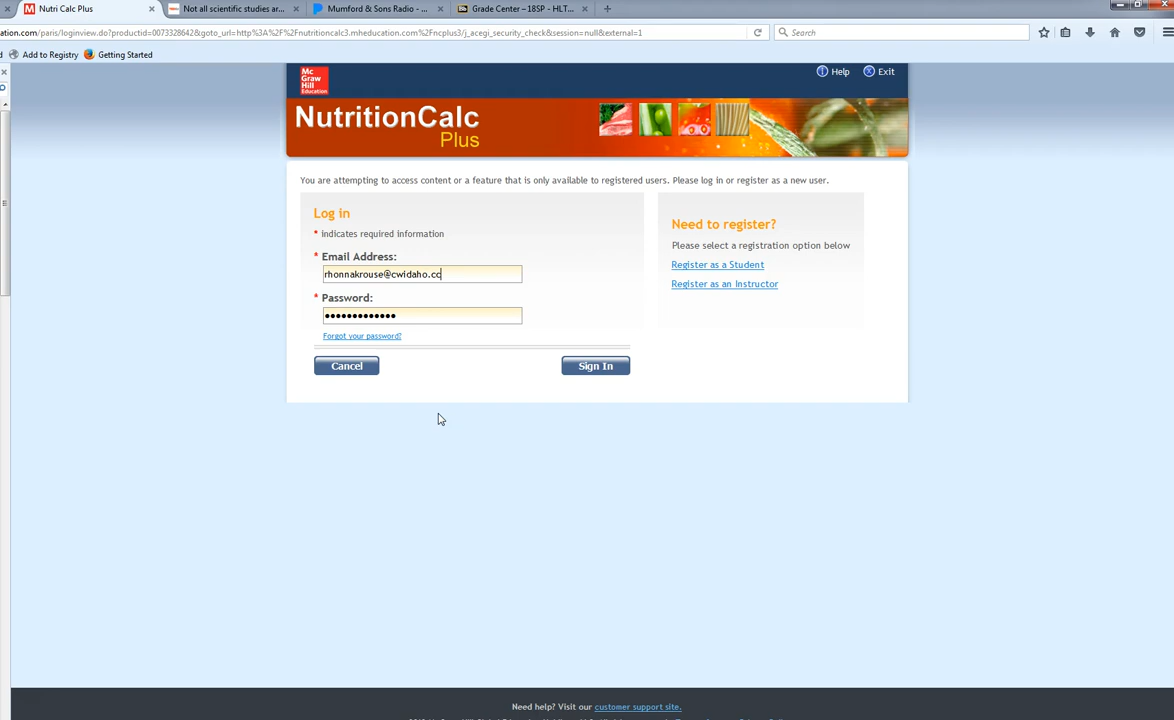 Nutri Calc Plus
Not all scientific studies are...
Mumford & Sons Radio - ...
Grade Center – 18SP - HLT...
ation.com/paris/loginview.do?productid=0073328642&goto_url=http%3A%2F%2Fnutritioncalc3.mheducation.com%2Fncplus3/j_acegi_security_check&session=null&external=1
Search
Add to Registry
Getting Started
Mc
Graw
Hill
Education
Help
Exit
NutritionCalc
Plus
You are attempting to access content or a feature that is only available to registered users. Please log in or register as a new user.
Log in
* indicates required information
* Email Address:
rhonnakrouse@cwidaho.cc
* Password:
•••••••••••••
Forgot your password?
Cancel
Sign In
Need to register?
Please select a registration option below
Register as a Student
Register as an Instructor
Need help? Visit our customer support site.